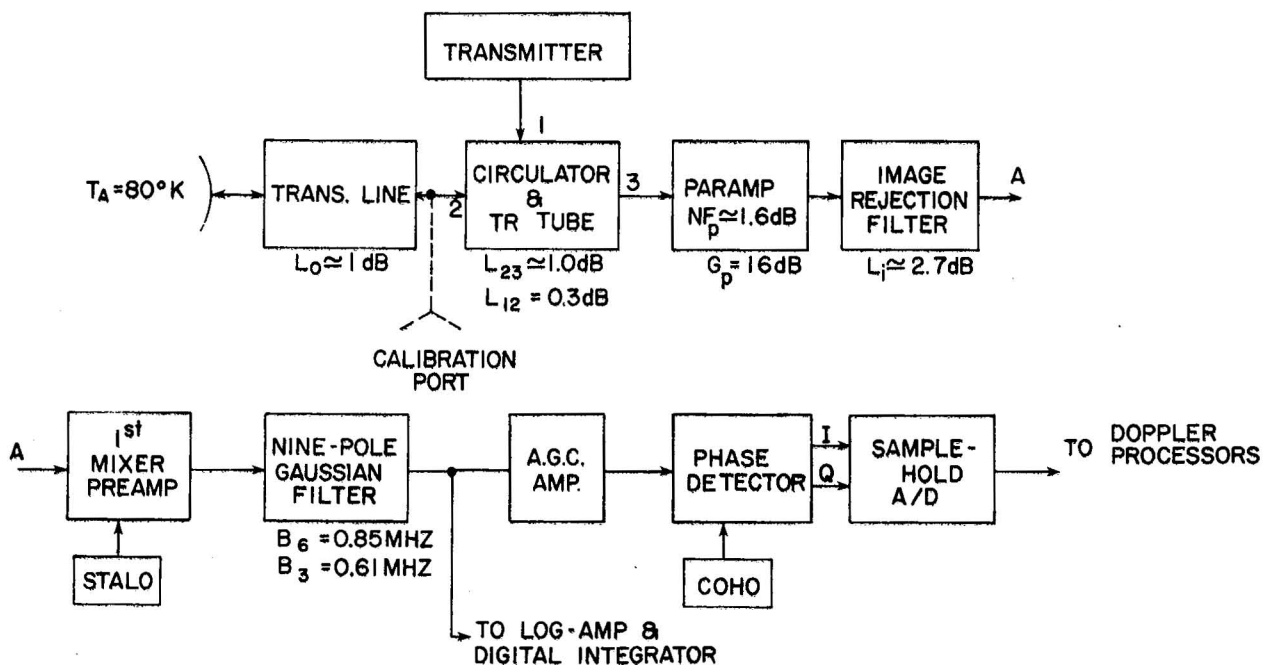 TRANSMITTER
1
T_A = 80°K
TRANS. LINE
L_O ≃ 1 dB
2
CIRCULATOR
&
TR TUBE
L_23 ≃ 1.0dB
L_12 = 0.3dB
3
PARAMP
NF_p ≃ 1.6dB
G_p = 16dB
IMAGE
REJECTION
FILTER
L_i ≃ 2.7dB
A
CALIBRATION
PORT
A
1st
MIXER
PREAMP
STALO
NINE-POLE
GAUSSIAN
FILTER
B_6 = 0.85MHZ
B_3 = 0.61MHZ
A.G.C.
AMP.
PHASE
DETECTOR
I
Q
COHO
SAMPLE-
HOLD
A/D
TO DOPPLER
PROCESSORS
TO LOG-AMP &
DIGITAL INTEGRATOR